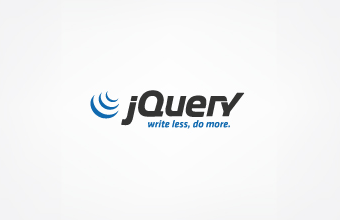 jQuery
write less, do more.